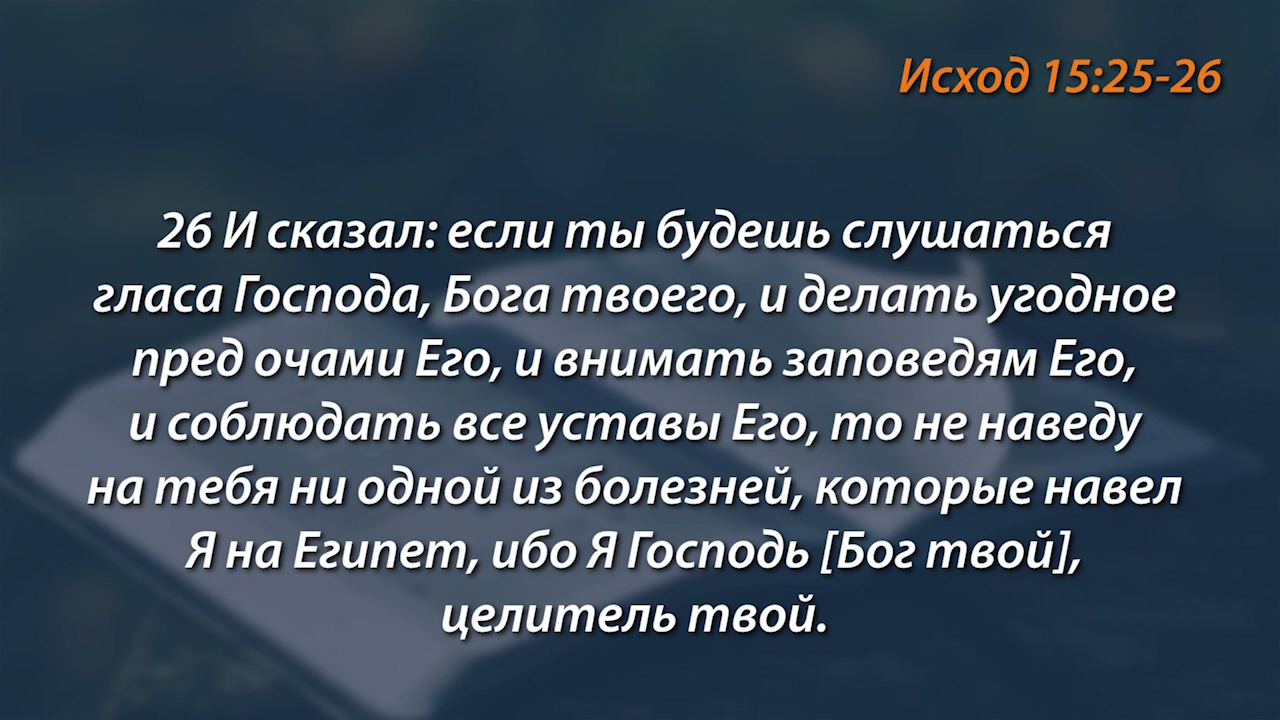 Исход 15:25-26
26 И сказал: если ты будешь слушаться
гласа Господа, Бога твоего, и делать угодное
пред очами Его, и внимать заповедям Его,
и соблюдать все уставы Его, то не наведу
на тебя ни одной из болезней, которые навел
Я на Египет, ибо Я Господь [Бог твой],
целитель твой.